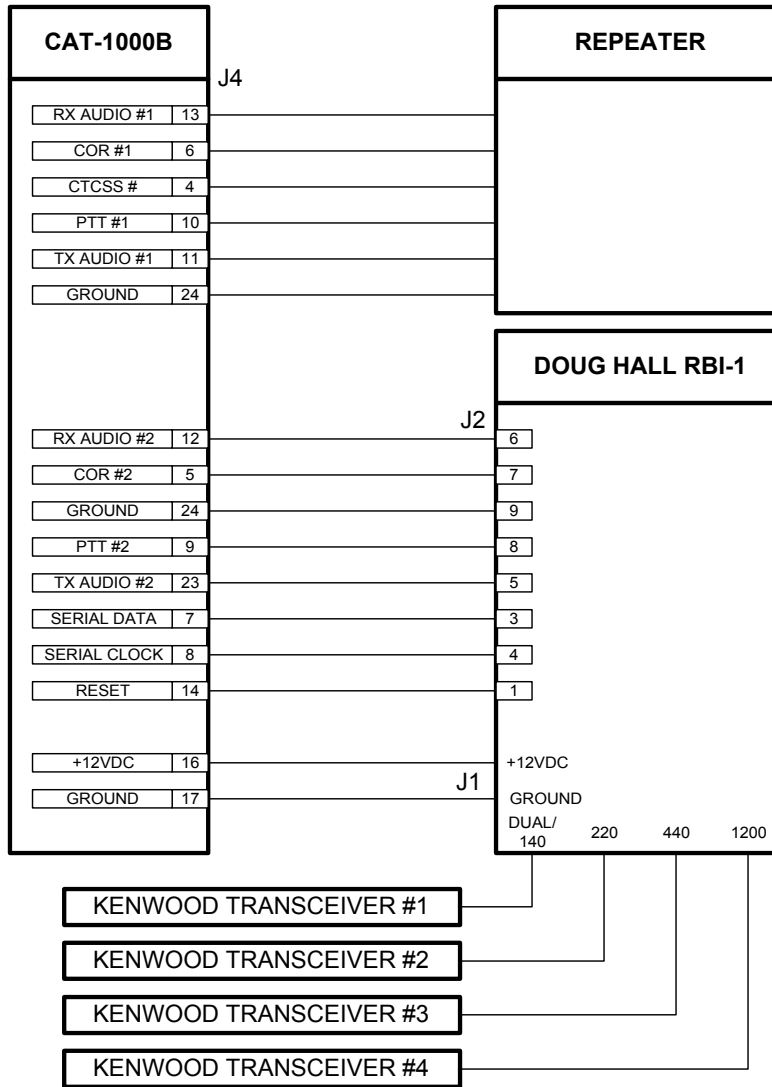 CAT-1000B
REPEATER
J4
RX AUDIO #1 13
COR #1 6
CTCSS # 4
PTT #1 10
TX AUDIO #1 11
GROUND 24
DOUG HALL RBI-1
J2
RX AUDIO #2 12 6
COR #2 5 7
GROUND 24 9
PTT #2 9 8
TX AUDIO #2 23 5
SERIAL DATA 7 3
SERIAL CLOCK 8 4
RESET 14 1
+12VDC 16 +12VDC
J1
GROUND 17 GROUND
DUAL/
140 220 440 1200
KENWOOD TRANSCEIVER #1
KENWOOD TRANSCEIVER #2
KENWOOD TRANSCEIVER #3
KENWOOD TRANSCEIVER #4